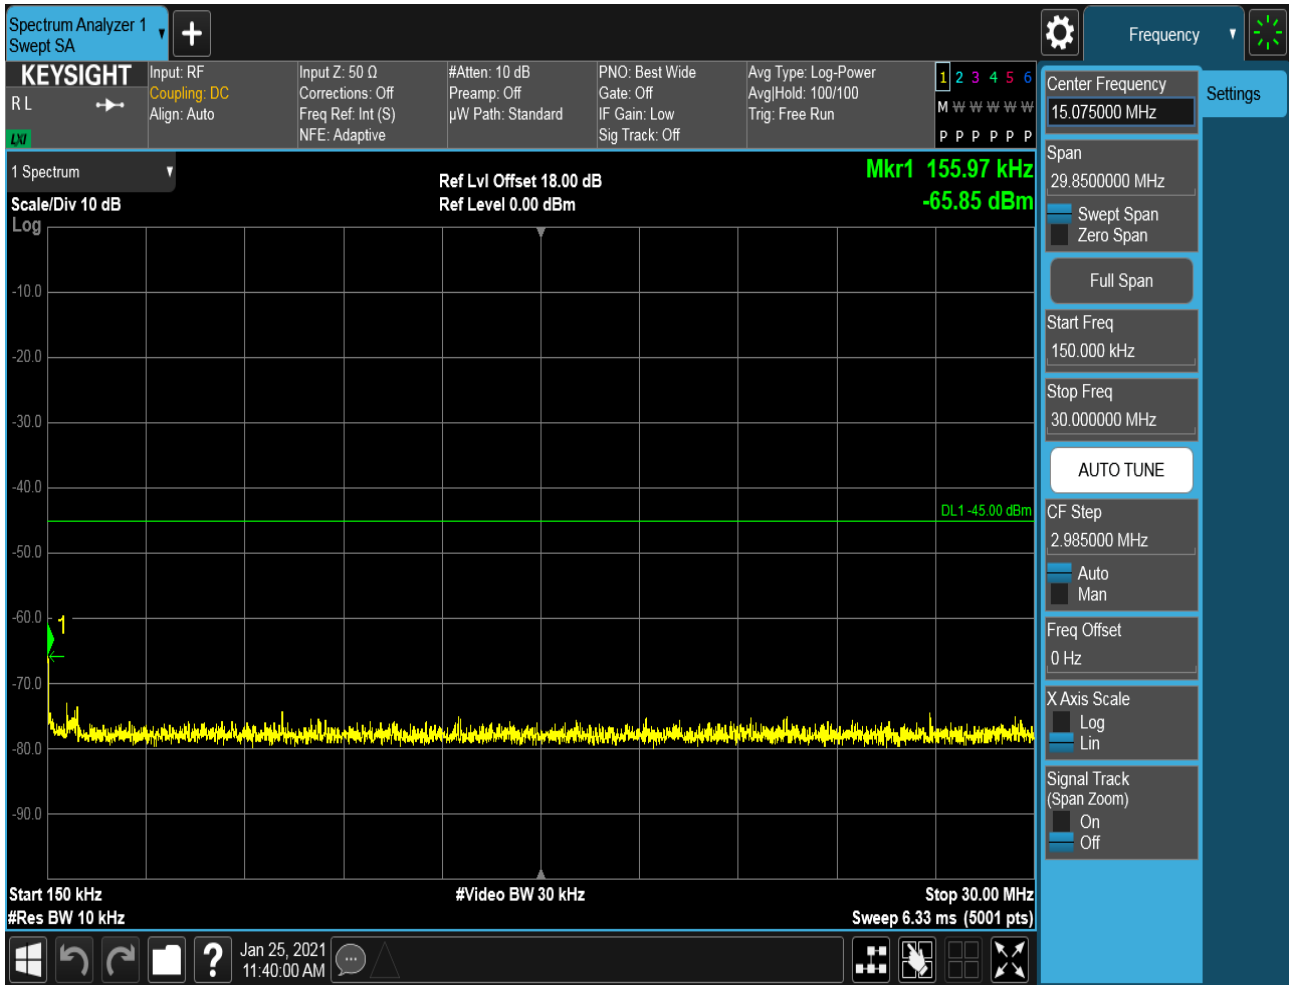 Spectrum Analyzer 1
Swept SA
Frequency
KEYSIGHT
R L
LXI
Input: RF
Coupling: DC
Align: Auto
Input Z: 50 Ω
Corrections: Off
Freq Ref: Int (S)
NFE: Adaptive
#Atten: 10 dB
Preamp: Off
µW Path: Standard
PNO: Best Wide
Gate: Off
IF Gain: Low
Sig Track: Off
Avg Type: Log-Power
Avg|Hold: 100/100
Trig: Free Run
1 2 3 4 5 6
M W W W W W
P P P P P P
Center Frequency
15.075000 MHz
Settings
Span
29.8500000 MHz
Swept Span
Zero Span
Full Span
Start Freq
150.000 kHz
Stop Freq
30.000000 MHz
AUTO TUNE
CF Step
2.985000 MHz
Auto
Man
Freq Offset
0 Hz
X Axis Scale
Log
Lin
Signal Track
(Span Zoom)
On
Off
1 Spectrum
Scale/Div 10 dB
Log
Ref Lvl Offset 18.00 dB
Ref Level 0.00 dBm
Mkr1 155.97 kHz
-65.85 dBm
-10.0
-20.0
-30.0
-40.0
DL1 -45.00 dBm
-50.0
-60.0
1
-70.0
-80.0
-90.0
Start 150 kHz
#Video BW 30 kHz
Stop 30.00 MHz
#Res BW 10 kHz
Sweep 6.33 ms (5001 pts)
?
Jan 25, 2021
11:40:00 AM